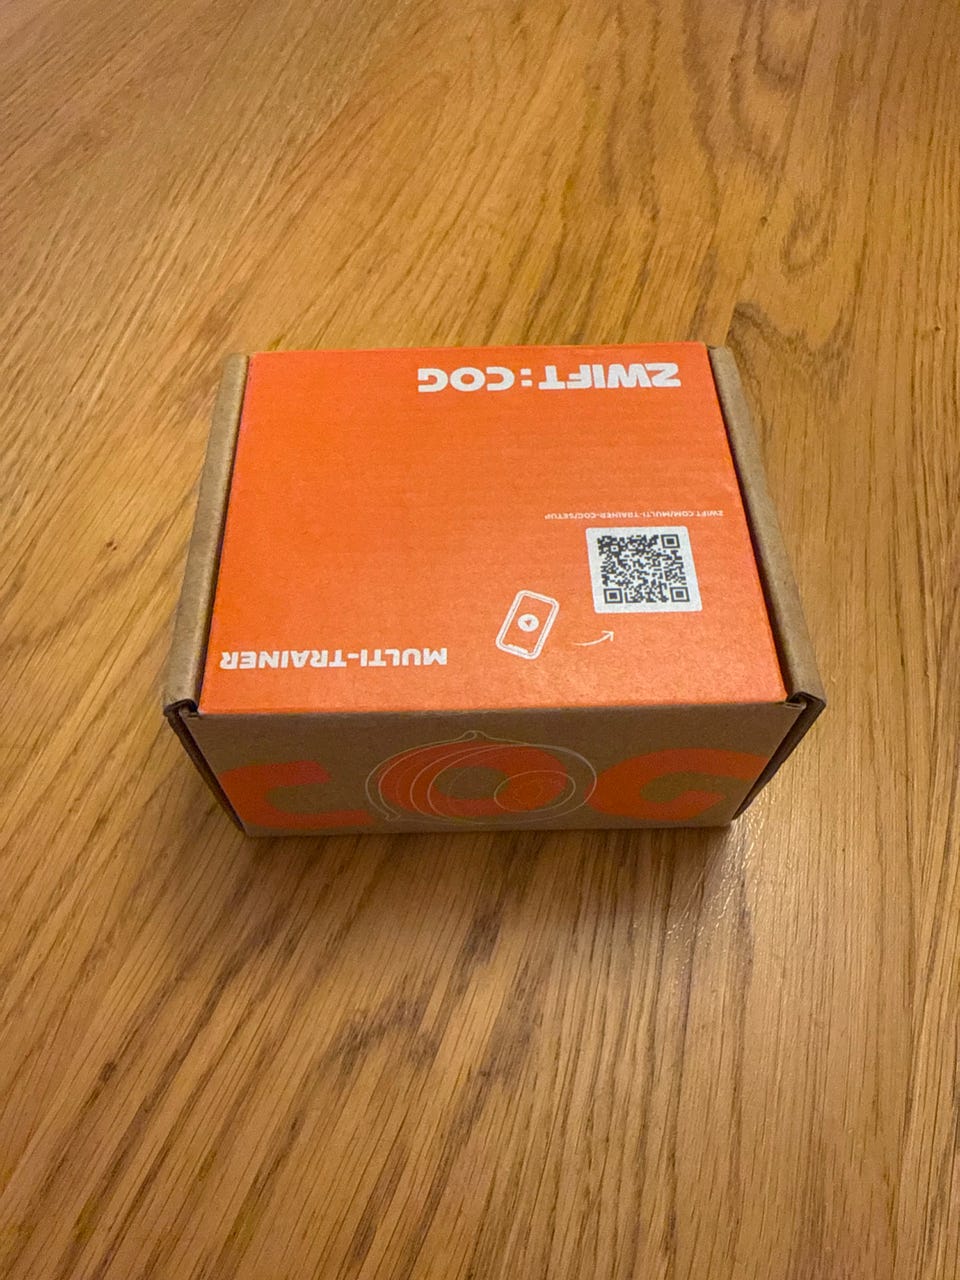 ZWIFT:COG
ZWIFT.COM/MULTI-TRAINER-COG/SETUP
MULTI-TRAINER
COG